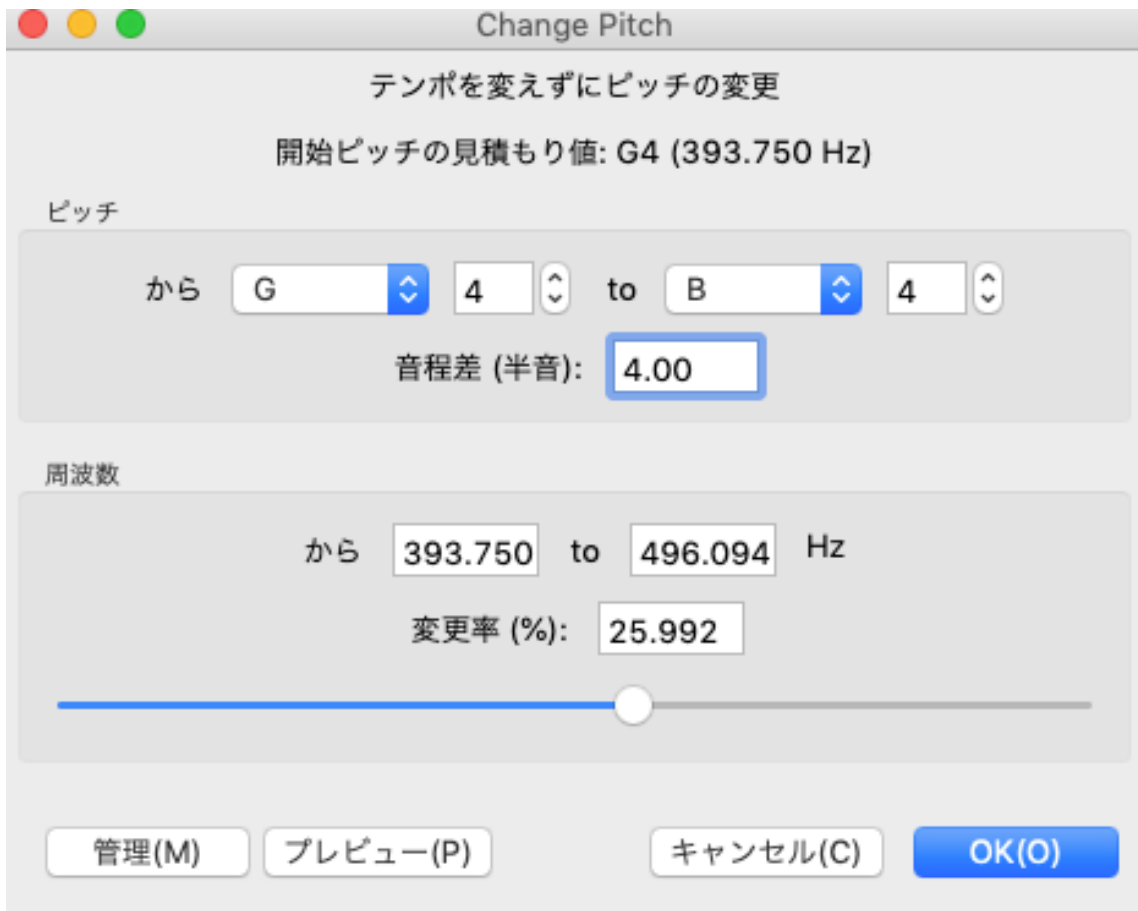 Change Pitch
テンポを変えずにピッチの変更
開始ピッチの見積もり値: G4 (393.750 Hz)
ピッチ
から G 4 to B 4
音程差 (半音): 4.00
周波数
から 393.750 to 496.094 Hz
変更率 (%): 25.992
管理(M) プレビュー(P) キャンセル(C) OK(O)